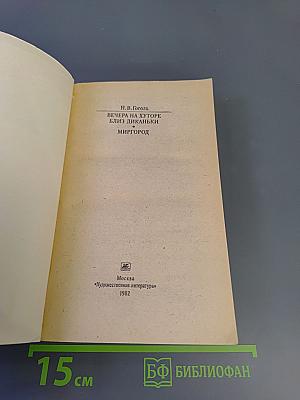 Н. В. Гоголь
ВЕЧЕРА НА ХУТОРЕ
БЛИЗ ДИКАНЬКИ
МИРГОРОД
Москва
«Художественная литература»
1982
15 см
БФ БИБЛИОФАН